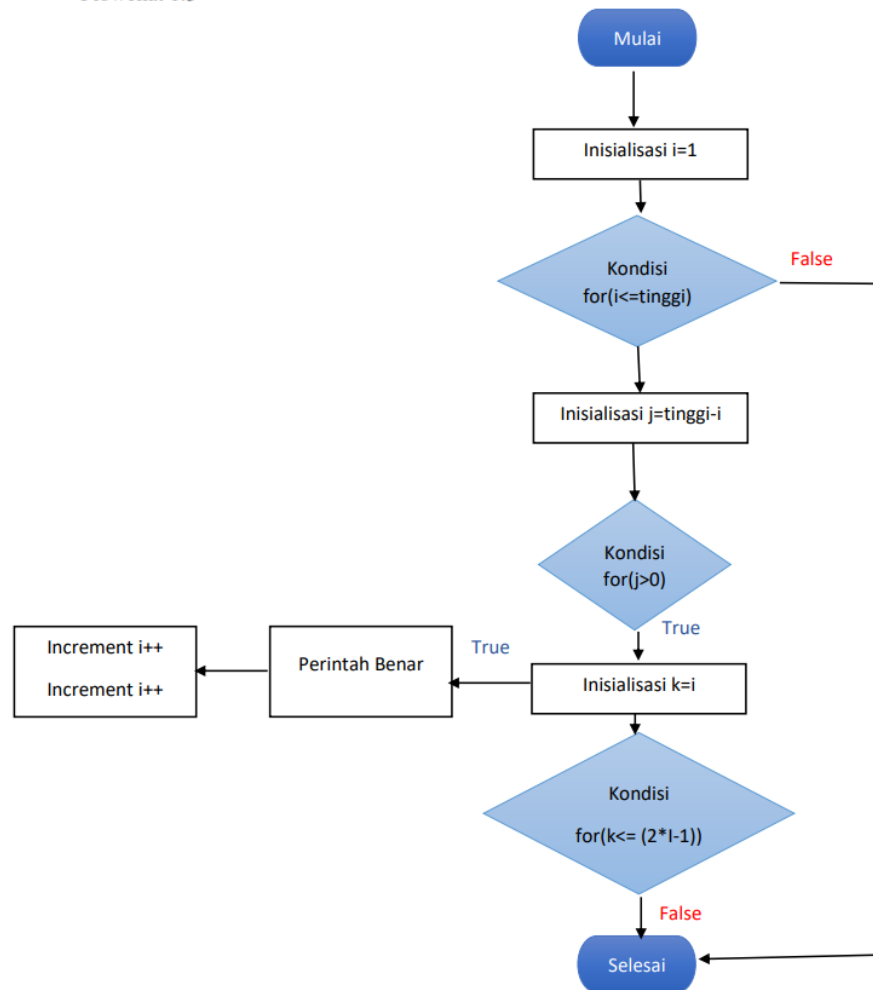 Mulai
Inisialisasi i=1
Kondisi
for(i<=tinggi)
False
Inisialisasi j=tinggi-i
Kondisi
for(j>0)
True
Increment i++
Increment i++
Perintah Benar
True
Inisialisasi k=i
Kondisi
for(k<= (2*I-1))
False
Selesai